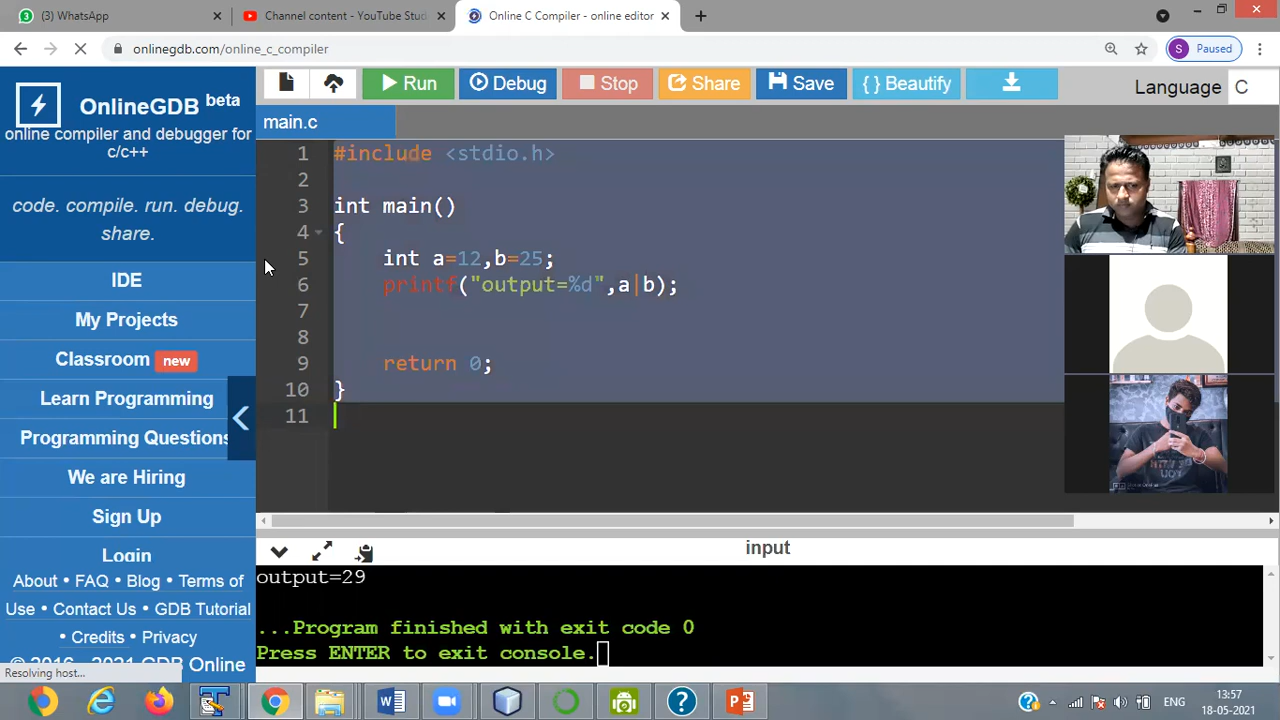 (3) WhatsApp
Channel content - YouTube Stud
Online C Compiler - online editor
onlinegdb.com/online_c_compiler
S Paused
OnlineGDB beta
online compiler and debugger for
c/c++
code. compile. run. debug.
share.
IDE
My Projects
Classroom new
Learn Programming
Programming Questions
We are Hiring
Sign Up
Login
About • FAQ • Blog • Terms of
Use • Contact Us • GDB Tutorial
• Credits • Privacy
© 2016 - 2021 GDB Online
Resolving host...
Run
Debug
Stop
Share
Save
{ } Beautify
Language C
main.c
1 #include <stdio.h>
2
3 int main()
4 {
5 int a=12,b=25;
6 printf("output=%d",a|b);
7
8
9 return 0;
10 }
11
input
output=29
...Program finished with exit code 0
Press ENTER to exit console.
ENG
13:57
18-05-2021